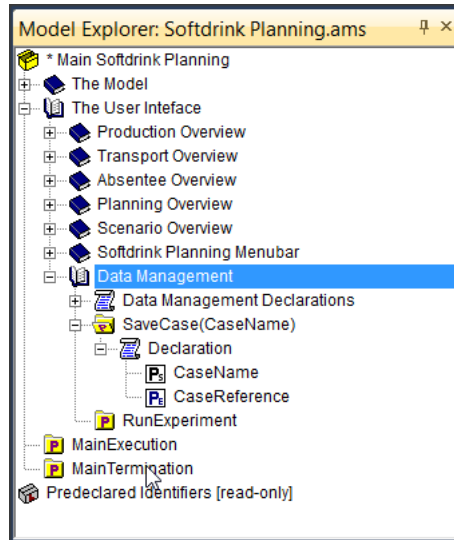 Model Explorer: Softdrink Planning.ams
* Main Softdrink Planning
The Model
The User Inteface
Production Overview
Transport Overview
Absentee Overview
Planning Overview
Scenario Overview
Softdrink Planning Menubar
Data Management
Data Management Declarations
SaveCase(CaseName)
Declaration
CaseName
CaseReference
RunExperiment
MainExecution
MainTermination
Predeclared Identifiers [read-only]